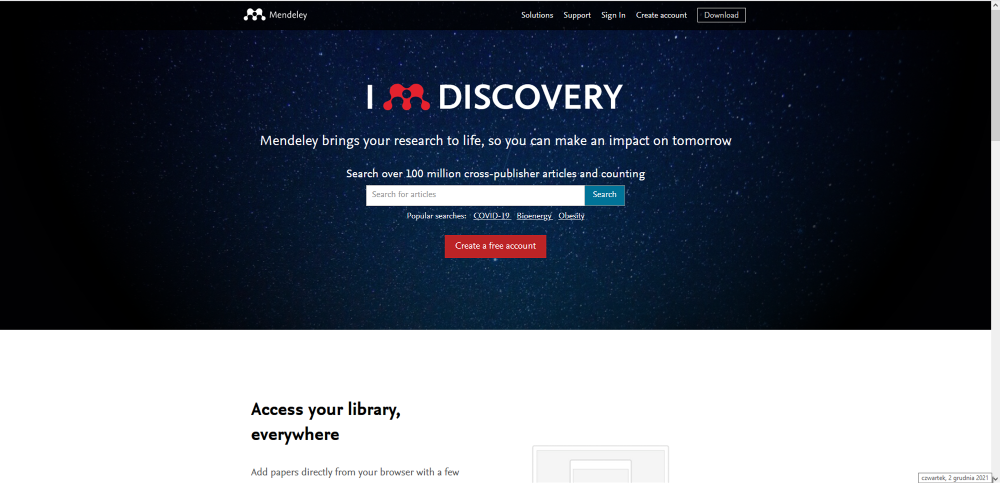 Mendeley
Solutions Support Sign In Create account Download
I DISCOVERY
Mendeley brings your research to life, so you can make an impact on tomorrow
Search over 100 million cross-publisher articles and counting
Search for articles Search
Popular searches: COVID-19 Bioenergy Obesity
Create a free account
Access your library,
everywhere
Add papers directly from your browser with a few
czwartek, 2 grudnia 2021